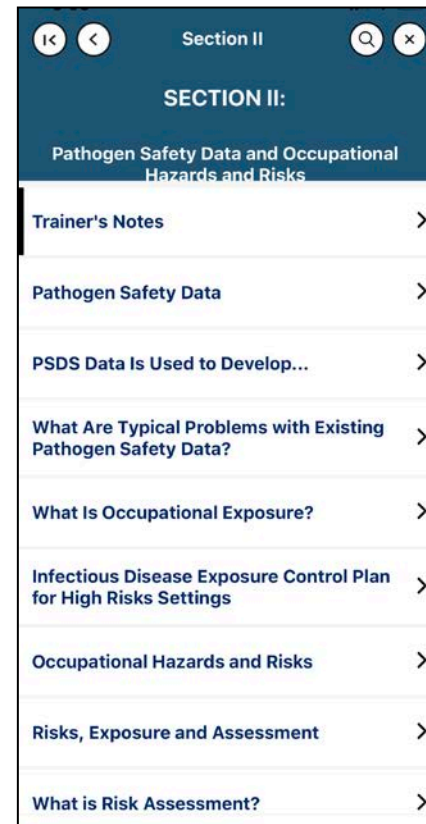 Section II
SECTION II:
Pathogen Safety Data and Occupational
Hazards and Risks
Trainer's Notes
Pathogen Safety Data
PSDS Data Is Used to Develop...
What Are Typical Problems with Existing
Pathogen Safety Data?
What Is Occupational Exposure?
Infectious Disease Exposure Control Plan
for High Risks Settings
Occupational Hazards and Risks
Risks, Exposure and Assessment
What is Risk Assessment?